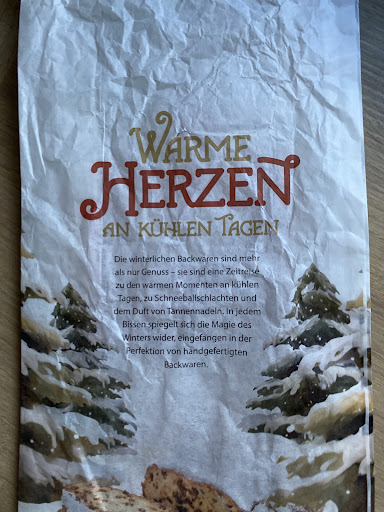 WARME
HERZEN
AN KÜHLEN TAGEN
Die winterlichen Backwaren sind mehr
als nur Genuss – sie sind eine Zeitreise
zu den warmen Momenten an kühlen
Tagen, zu Schneeballschlachten und
dem Duft von Tannennadeln. In jedem
Bissen spiegelt sich die Magie des
Winters wider, eingefangen in der
Perfektion von handgefertigten
Backwaren.